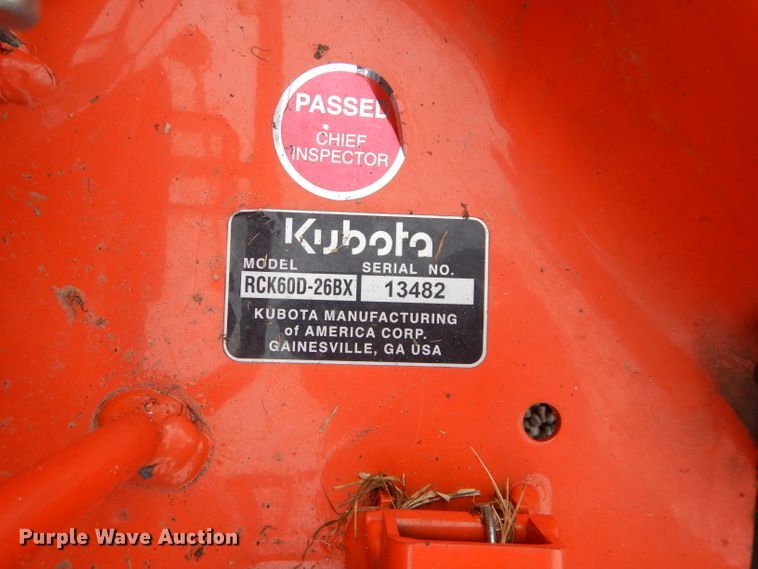 PASSED
CHIEF
INSPECTOR
Kubota
MODEL SERIAL NO.
RCK60D-26BX 13482
KUBOTA MANUFACTURING
of AMERICA CORP.
GAINESVILLE, GA USA
Purple Wave Auction